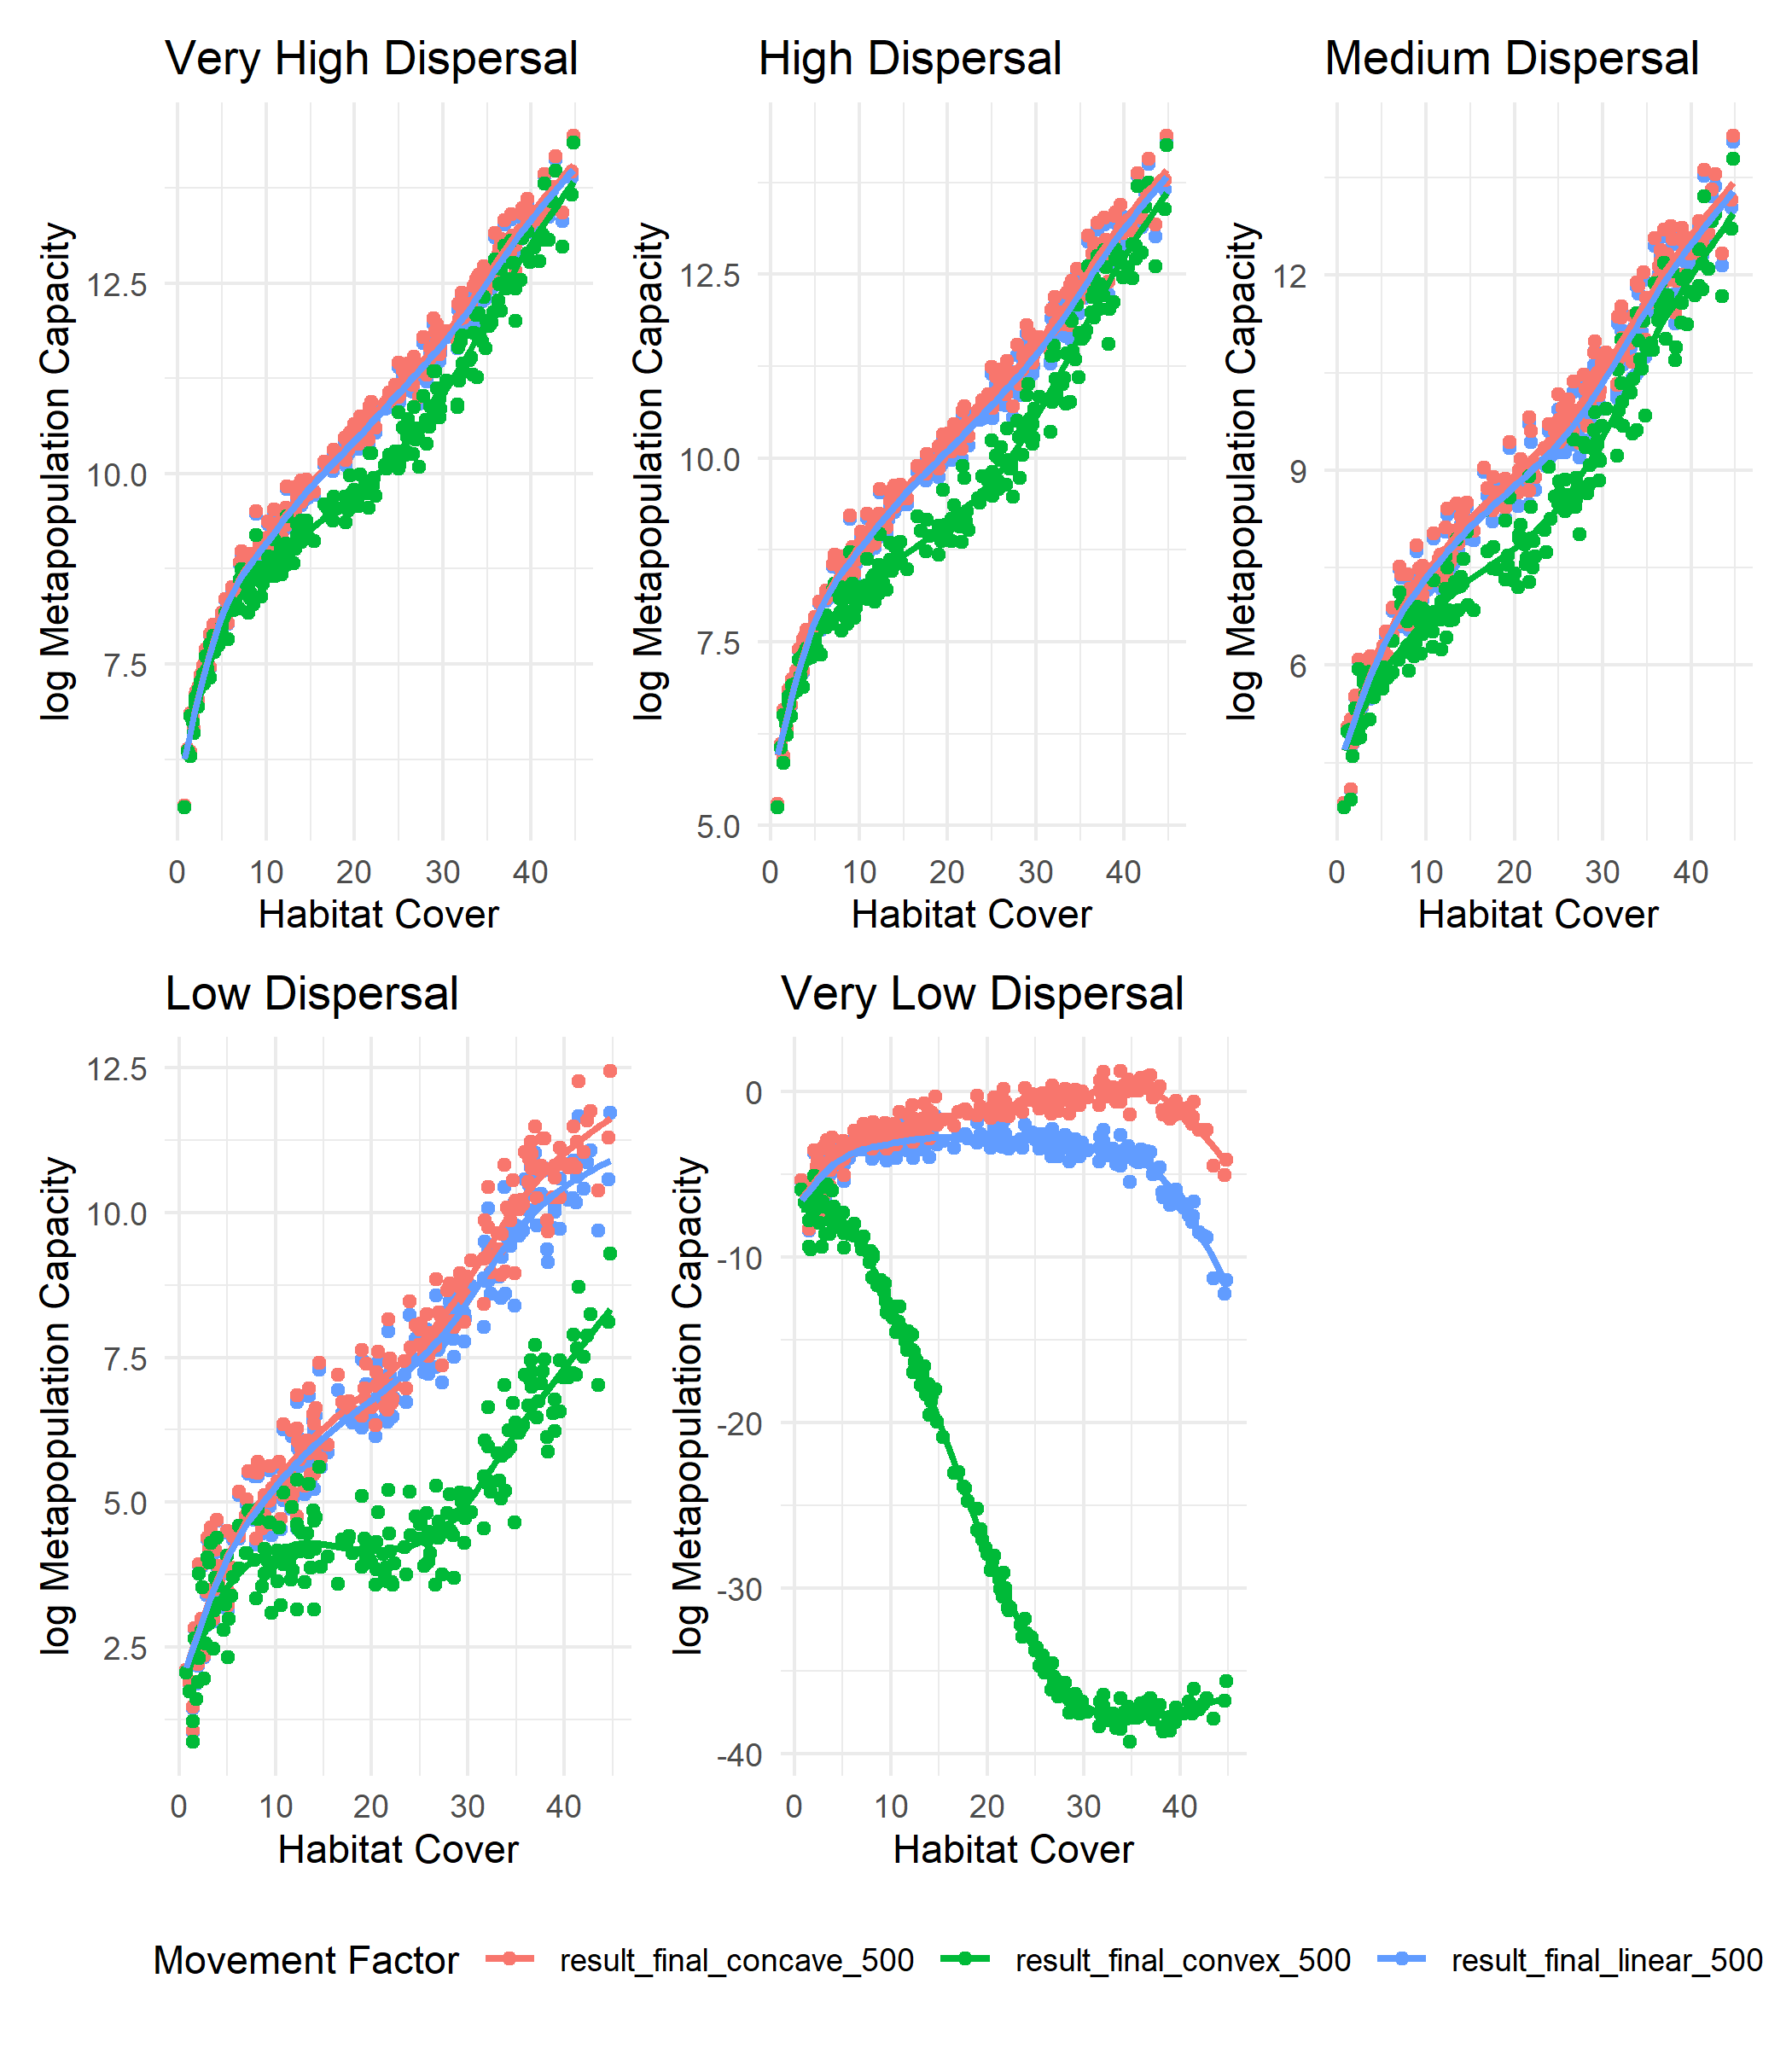 Very High Dispersal
High Dispersal
Medium Dispersal
log Metapopulation Capacity
12.5
10.0
7.5
0 10 20 30 40
Habitat Cover
log Metapopulation Capacity
12.5
10.0
7.5
5.0
0 10 20 30 40
Habitat Cover
log Metapopulation Capacity
12
9
6
0 10 20 30 40
Habitat Cover
Low Dispersal
Very Low Dispersal
log Metapopulation Capacity
12.5
10.0
7.5
5.0
2.5
0 10 20 30 40
Habitat Cover
log Metapopulation Capacity
0
-10
-20
-30
-40
0 10 20 30 40
Habitat Cover
Movement Factor result_final_concave_500 result_final_convex_500 result_final_linear_500